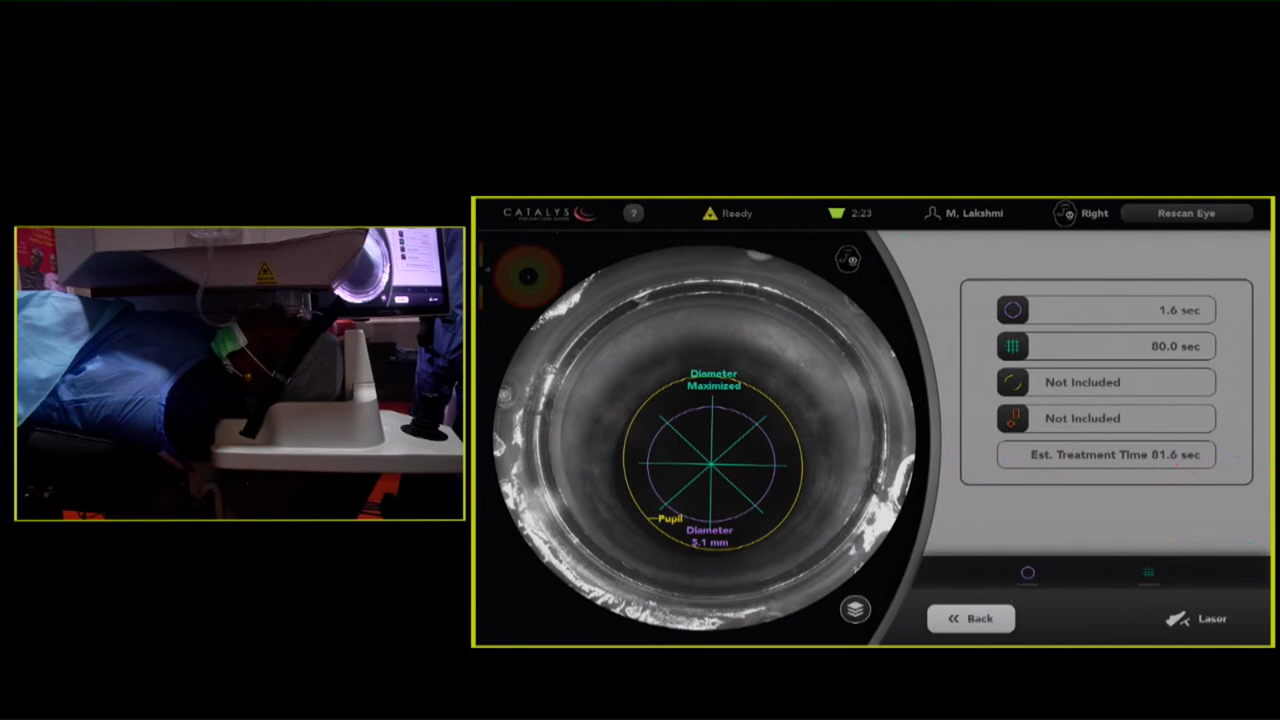 CATALYS
?
Ready
2:23
M, Lakshmi
Right
Rescan Eye
Diameter
Maximized
Pupil
Diameter
5.1 mm
1.6 sec
80.0 sec
Not Included
Not Included
Est. Treatment Time 81.6 sec
Back
Laser